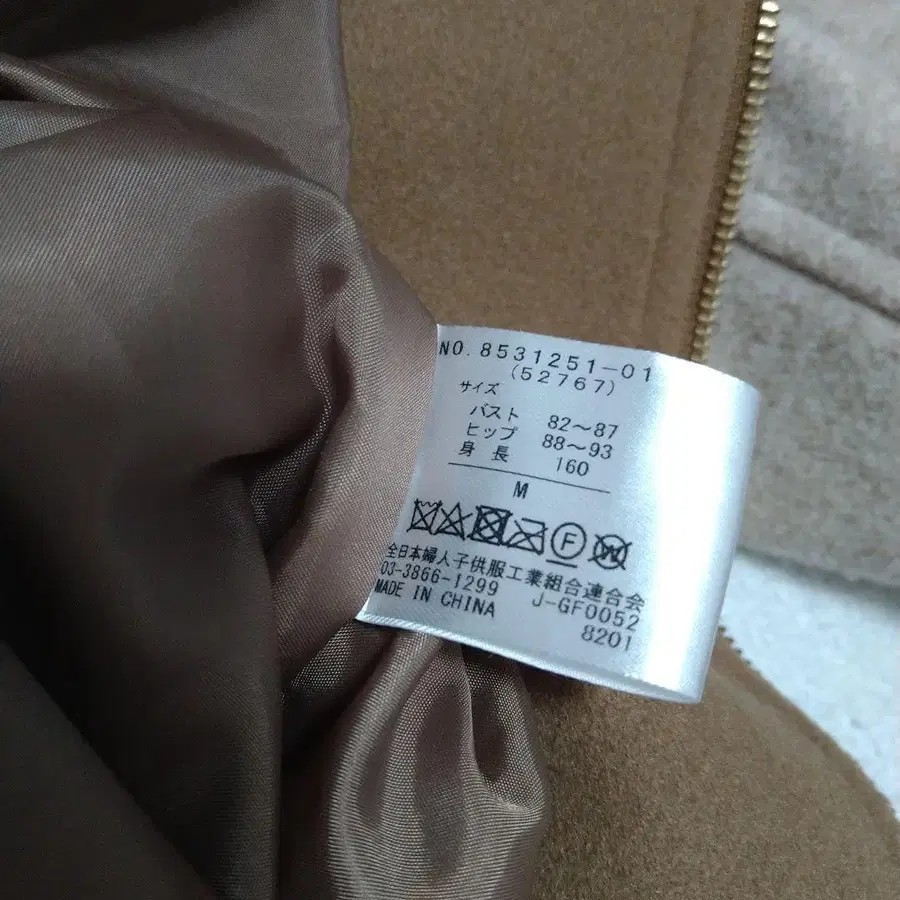 NO. 8531251-01
(52767)
サイズ
バスト 82～87
ヒップ 88～93
身長 160
M
F W
全日本婦人子供服工業組合連合会
03-3866-1299 J-GF0052
MADE IN CHINA 8201